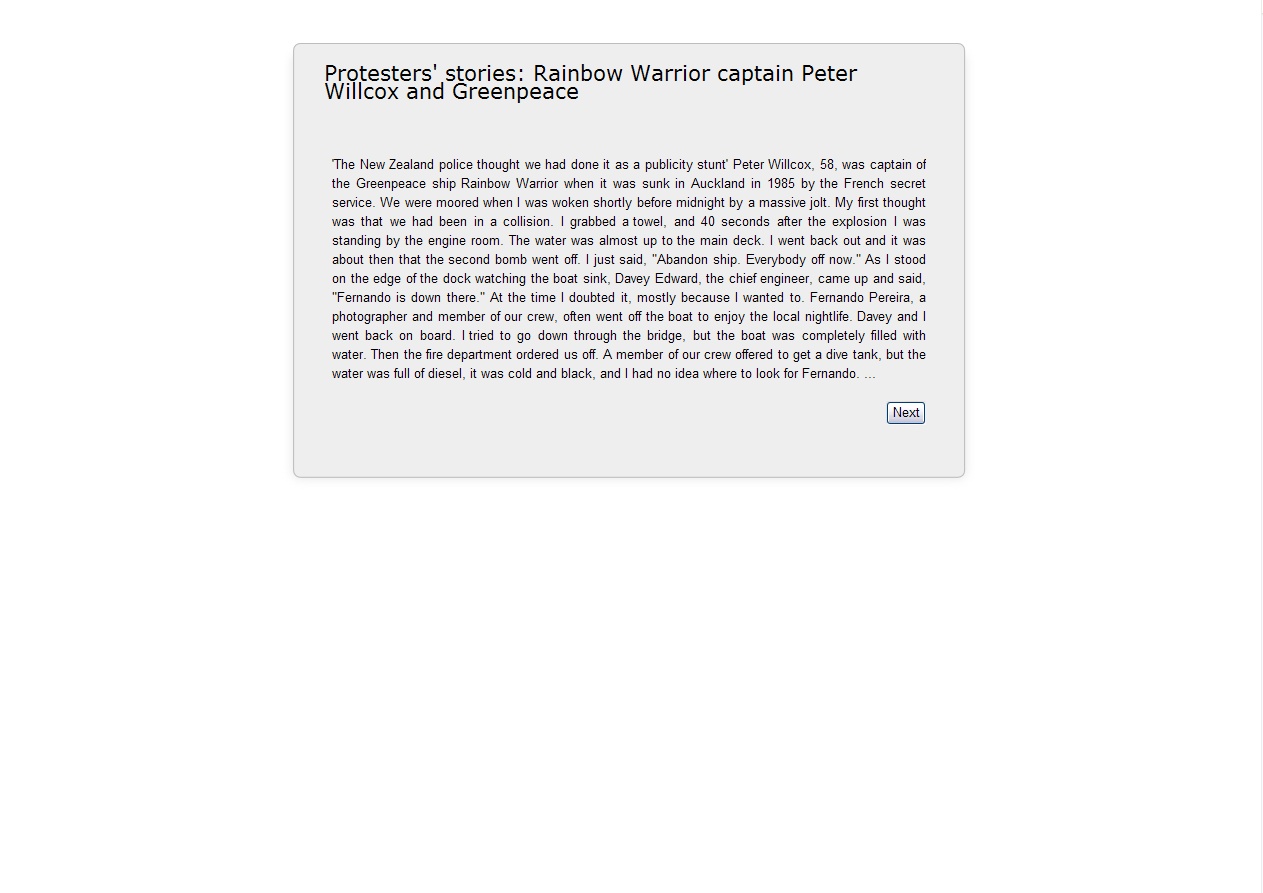 Protesters' stories: Rainbow Warrior captain Peter
Willcox and Greenpeace
'The New Zealand police thought we had done it as a publicity stunt' Peter Willcox, 58, was captain of
the Greenpeace ship Rainbow Warrior when it was sunk in Auckland in 1985 by the French secret
service. We were moored when I was woken shortly before midnight by a massive jolt. My first thought
was that we had been in a collision. I grabbed a towel, and 40 seconds after the explosion I was
standing by the engine room. The water was almost up to the main deck. I went back out and it was
about then that the second bomb went off. I just said, "Abandon ship. Everybody off now." As I stood
on the edge of the dock watching the boat sink, Davey Edward, the chief engineer, came up and said,
"Fernando is down there." At the time I doubted it, mostly because I wanted to. Fernando Pereira, a
photographer and member of our crew, often went off the boat to enjoy the local nightlife. Davey and I
went back on board. I tried to go down through the bridge, but the boat was completely filled with
water. Then the fire department ordered us off. A member of our crew offered to get a dive tank, but the
water was full of diesel, it was cold and black, and I had no idea where to look for Fernando. ...
Next